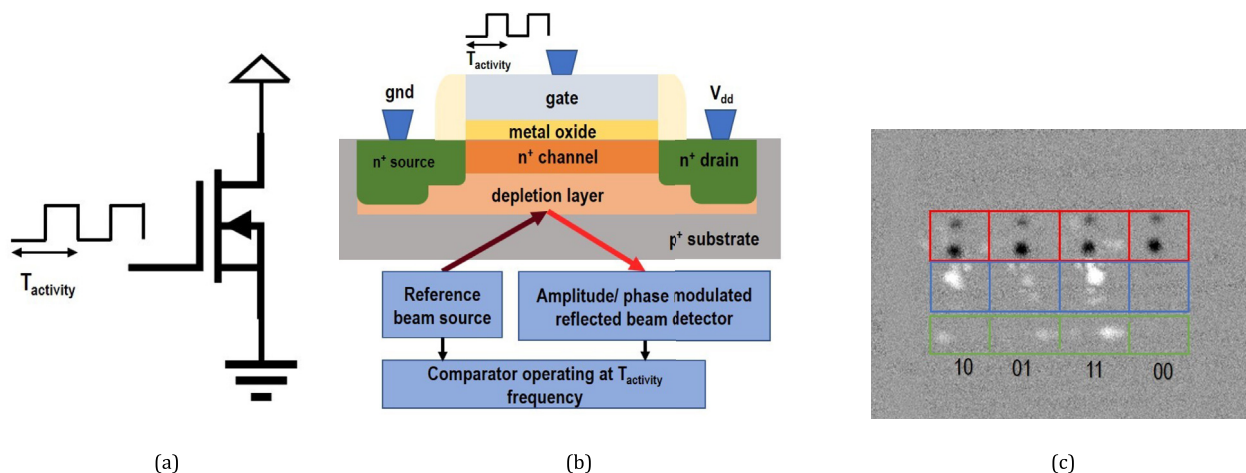 T_activity
T_activity
gnd
V_dd
gate
metal oxide
n⁺ source
n⁺ channel
n⁺ drain
depletion layer
p⁺ substrate
Reference
beam source
Amplitude/ phase modulated
reflected beam detector
Comparator operating at T_activity
frequency
10 01 11 00
(a) (b) (c)